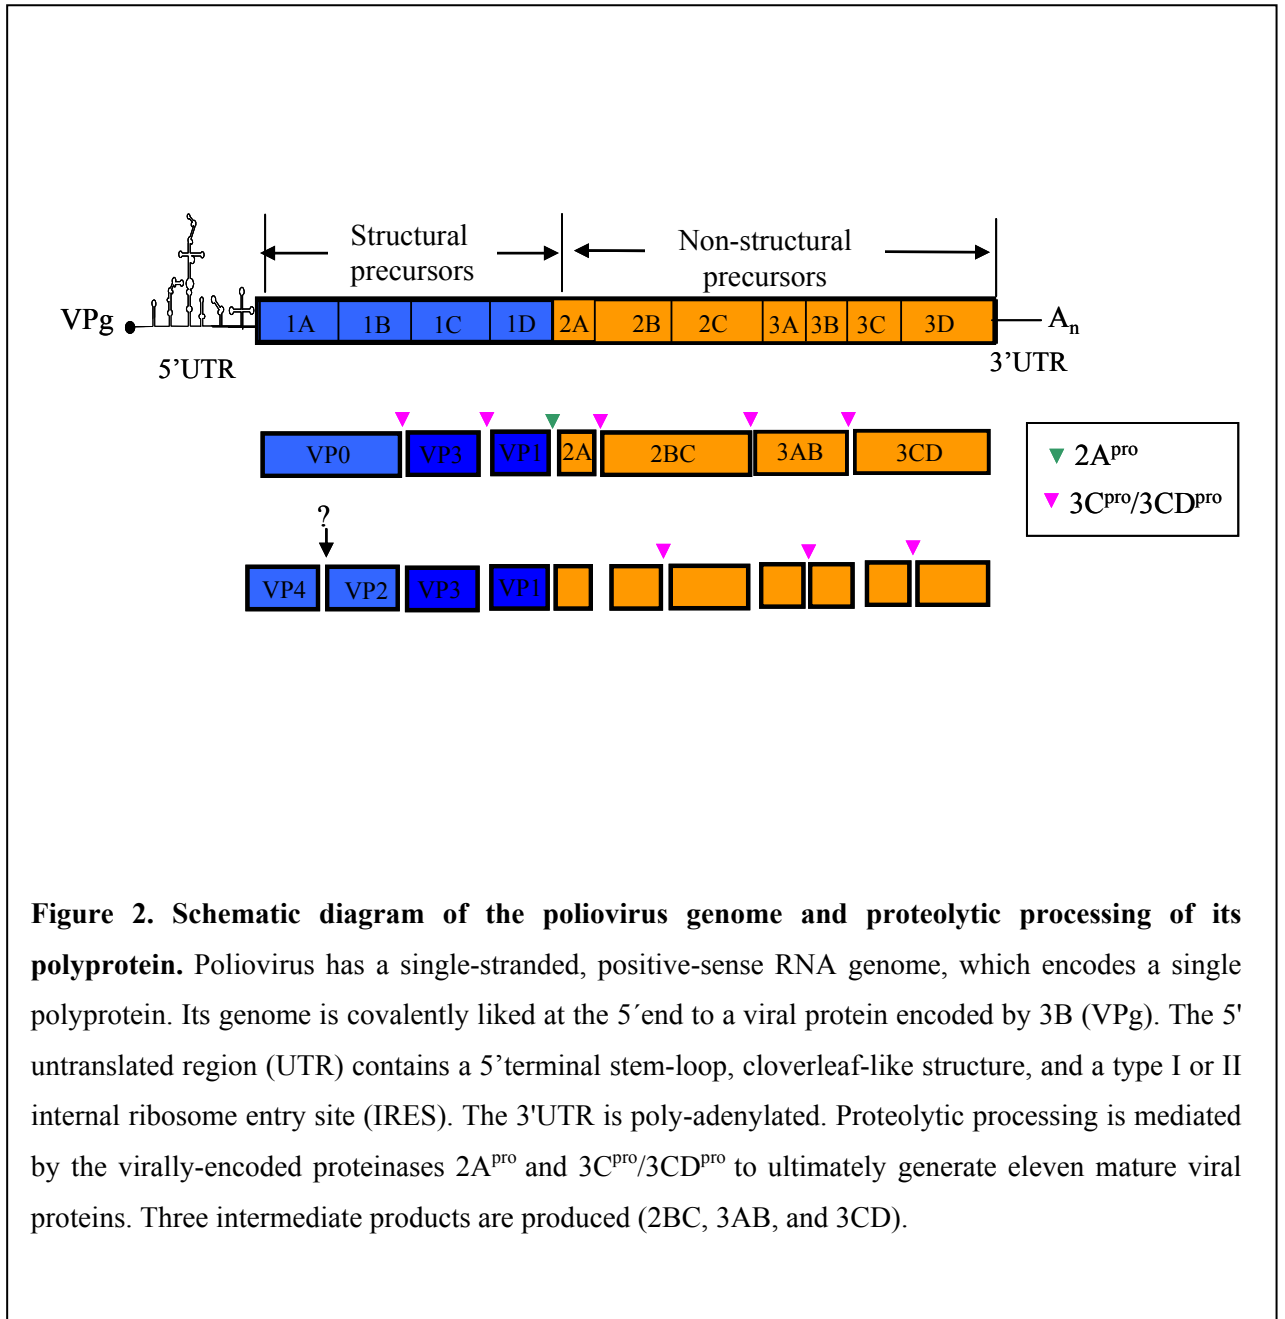 Structural
precursors
Non-structural
precursors
VPg
1A 1B 1C 1D 2A 2B 2C 3A 3B 3C 3D
An
5’UTR
3’UTR
VP0 VP3 VP1 2A 2BC 3AB 3CD
2Apro
3Cpro/3CDpro
?
VP4 VP2 VP3 VP1
Figure 2. Schematic diagram of the poliovirus genome and proteolytic processing of its
polyprotein. Poliovirus has a single-stranded, positive-sense RNA genome, which encodes a single
polyprotein. Its genome is covalently liked at the 5´end to a viral protein encoded by 3B (VPg). The 5'
untranslated region (UTR) contains a 5’terminal stem-loop, cloverleaf-like structure, and a type I or II
internal ribosome entry site (IRES). The 3'UTR is poly-adenylated. Proteolytic processing is mediated
by the virally-encoded proteinases 2Apro and 3Cpro/3CDpro to ultimately generate eleven mature viral
proteins. Three intermediate products are produced (2BC, 3AB, and 3CD).